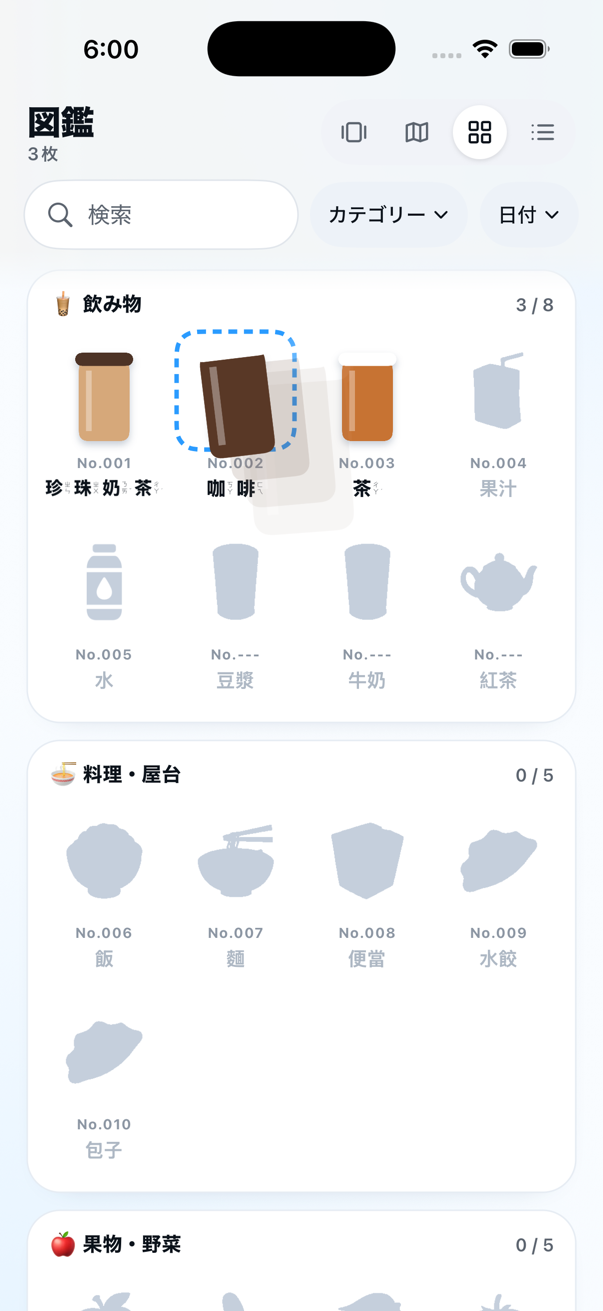 6:00
図鑑
3枚
検索
カテゴリー
日付
飲み物
3 / 8
No.001
No.002
No.003
No.004
珍珠奶茶
咖啡
茶
果汁
No.005
No.---
No.---
No.---
水
豆漿
牛奶
紅茶
料理・屋台
0 / 5
No.006
No.007
No.008
No.009
飯
麵
便當
水餃
No.010
包子
果物・野菜
0 / 5